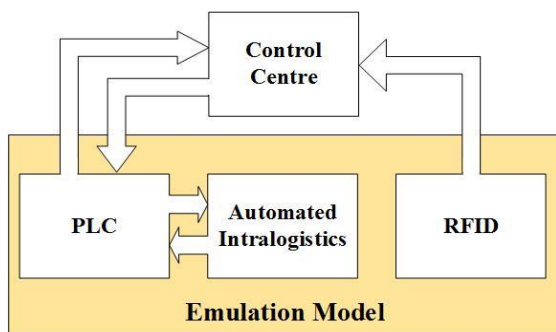 Control
Centre
PLC
Automated
Intralogistics
RFID
Emulation Model